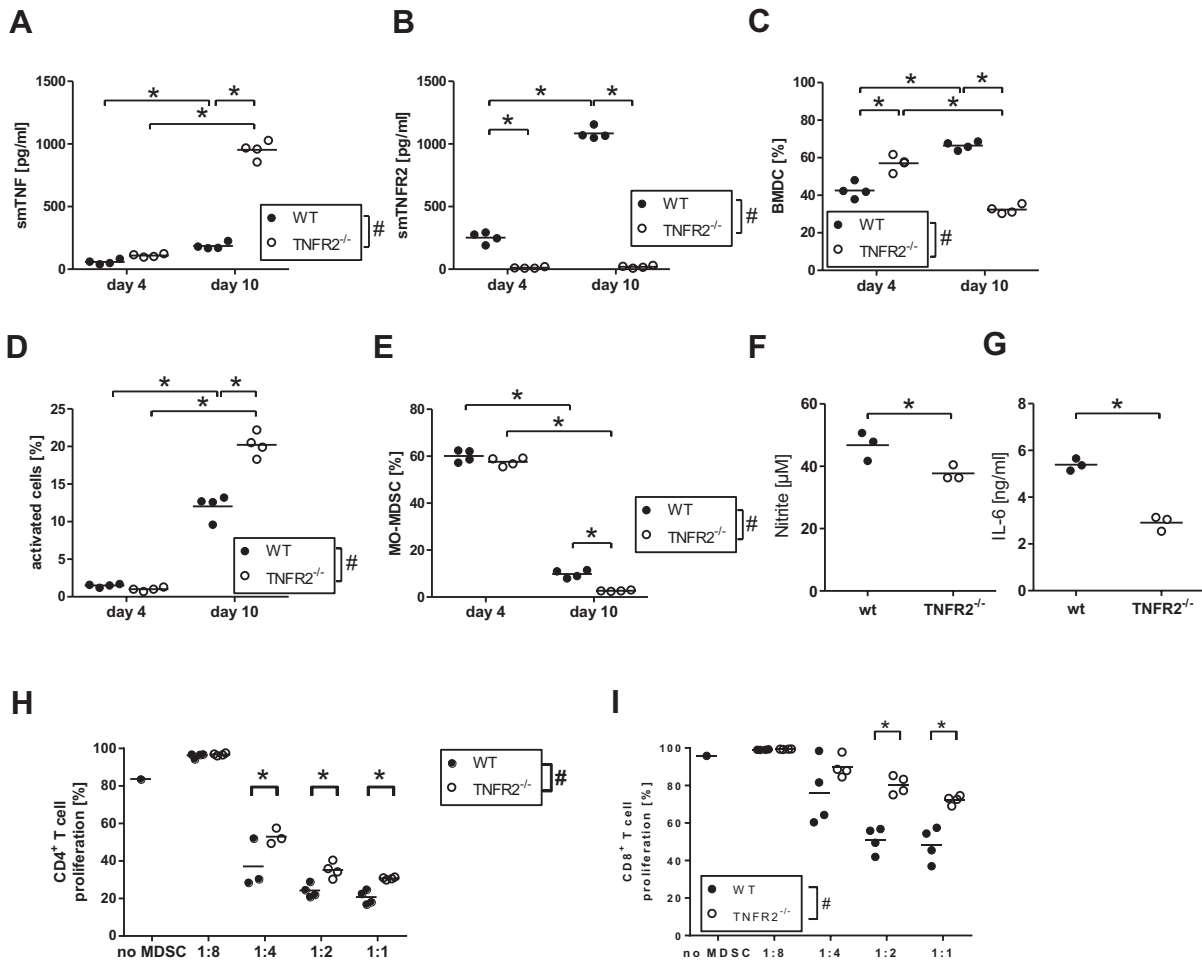 A
smTNF [pg/ml]
1500
1000
500
0
*
*
*
WT
TNFR2-/-
#
day 4
day 10
B
smTNFR2 [pg/ml]
1500
1000
500
0
*
*
*
WT
TNFR2-/-
#
day 4
day 10
C
BMDC [%]
100
80
60
40
20
0
*
*
*
*
WT
TNFR2-/-
#
day 4
day 10
D
activated cells [%]
25
20
15
10
5
0
*
*
*
WT
TNFR2-/-
#
day 4
day 10
E
MO-MDSC [%]
80
60
40
20
0
*
*
*
WT
TNFR2-/-
#
day 4
day 10
F
Nitrite [µM]
60
40
20
0
*
wt
TNFR2-/-
G
IL-6 [ng/ml]
8
6
4
2
0
*
wt
TNFR2-/-
H
CD4+ T cell
proliferation [%]
100
80
60
40
20
0
*
*
*
WT
TNFR2-/-
#
no MDSC
1:8
1:4
1:2
1:1
I
CD8+ T cell
proliferation [%]
100
80
60
40
20
0
*
*
WT
TNFR2-/-
#
no MDSC
1:8
1:4
1:2
1:1